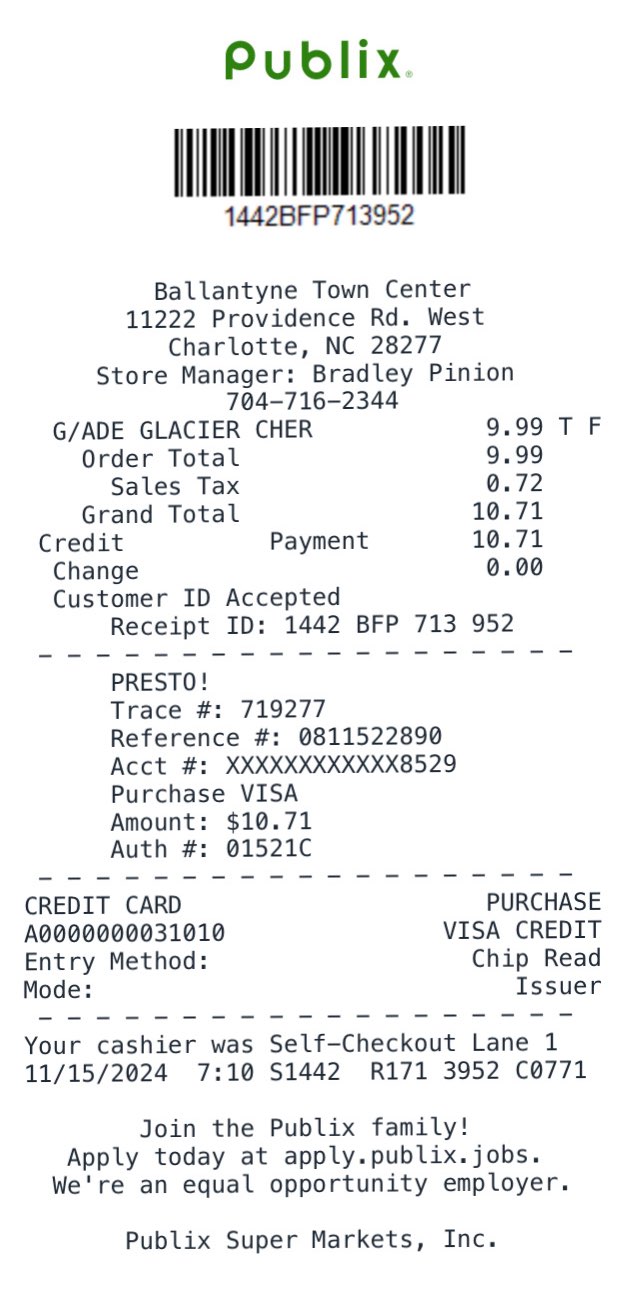 Publix®
1442BFP713952
Ballantyne Town Center
11222 Providence Rd. West
Charlotte, NC 28277
Store Manager: Bradley Pinion
704-716-2344
G/ADE GLACIER CHER 9.99 T F
Order Total 9.99
Sales Tax 0.72
Grand Total 10.71
Credit Payment 10.71
Change 0.00
Customer ID Accepted
Receipt ID: 1442 BFP 713 952
- - - - - - - - - - - - - - - - - - -
PRESTO!
Trace #: 719277
Reference #: 0811522890
Acct #: XXXXXXXXXXXX8529
Purchase VISA
Amount: $10.71
Auth #: 01521C
- - - - - - - - - - - - - - - - - - -
CREDIT CARD PURCHASE
A0000000031010 VISA CREDIT
Entry Method: Chip Read
Mode: Issuer
- - - - - - - - - - - - - - - - - - -
Your cashier was Self-Checkout Lane 1
11/15/2024 7:10 S1442 R171 3952 C0771
Join the Publix family!
Apply today at apply.publix.jobs.
We're an equal opportunity employer.
Publix Super Markets, Inc.